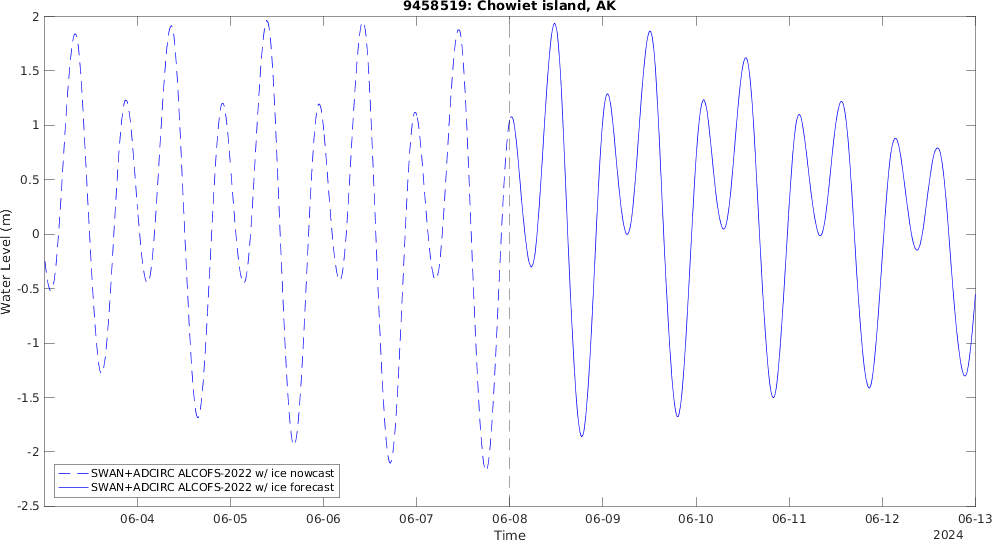 9458519: Chowiet island, AK
Water Level (m)
2
1.5
1
0.5
0
-0.5
-1
-1.5
-2
-2.5
SWAN+ADCIRC ALCOFS-2022 w/ ice nowcast
SWAN+ADCIRC ALCOFS-2022 w/ ice forecast
06-04 06-05 06-06 06-07 06-08 06-09 06-10 06-11 06-12 06-13
Time
2024